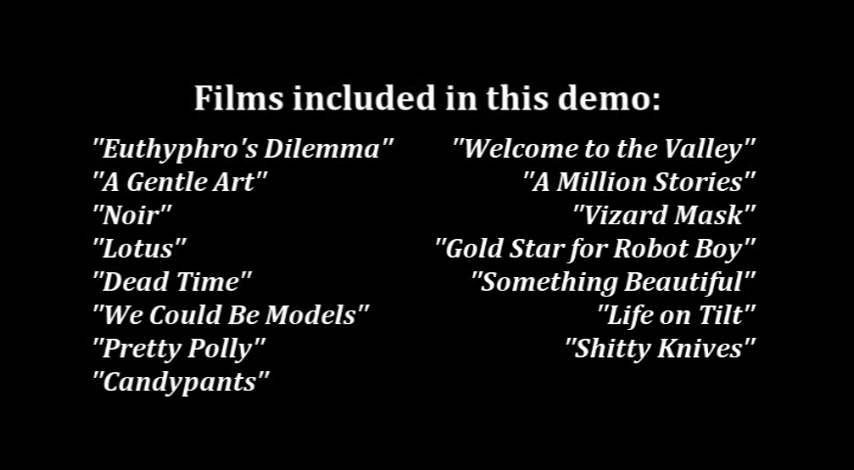 Films included in this demo:
"Euthyphro's Dilemma"
"A Gentle Art"
"Noir"
"Lotus"
"Dead Time"
"We Could Be Models"
"Pretty Polly"
"Candypants"
"Welcome to the Valley"
"A Million Stories"
"Vizard Mask"
"Gold Star for Robot Boy"
"Something Beautiful"
"Life on Tilt"
"Shitty Knives"